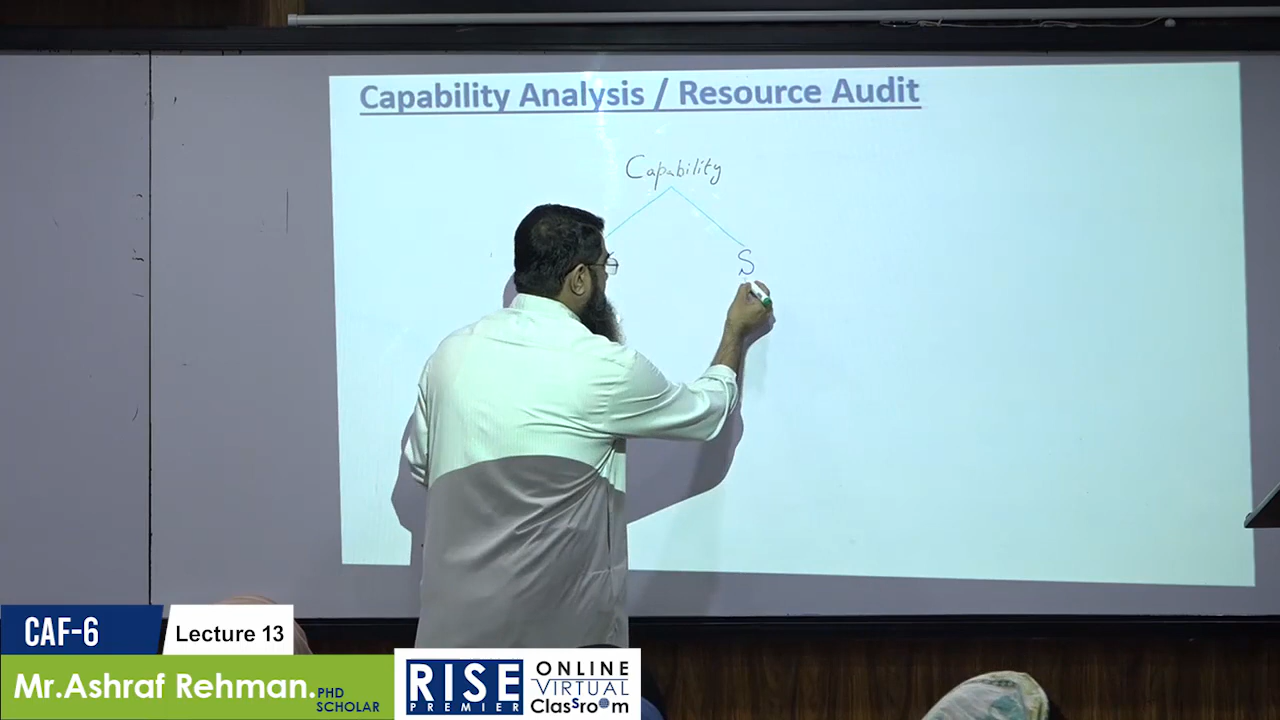 Capability Analysis / Resource Audit
Capability
S
CAF-6
Lecture 13
Mr.Ashraf Rehman.
PHD
SCHOLAR
RISE
PREMIER
ONLINE
VIRTUAL
Classroom